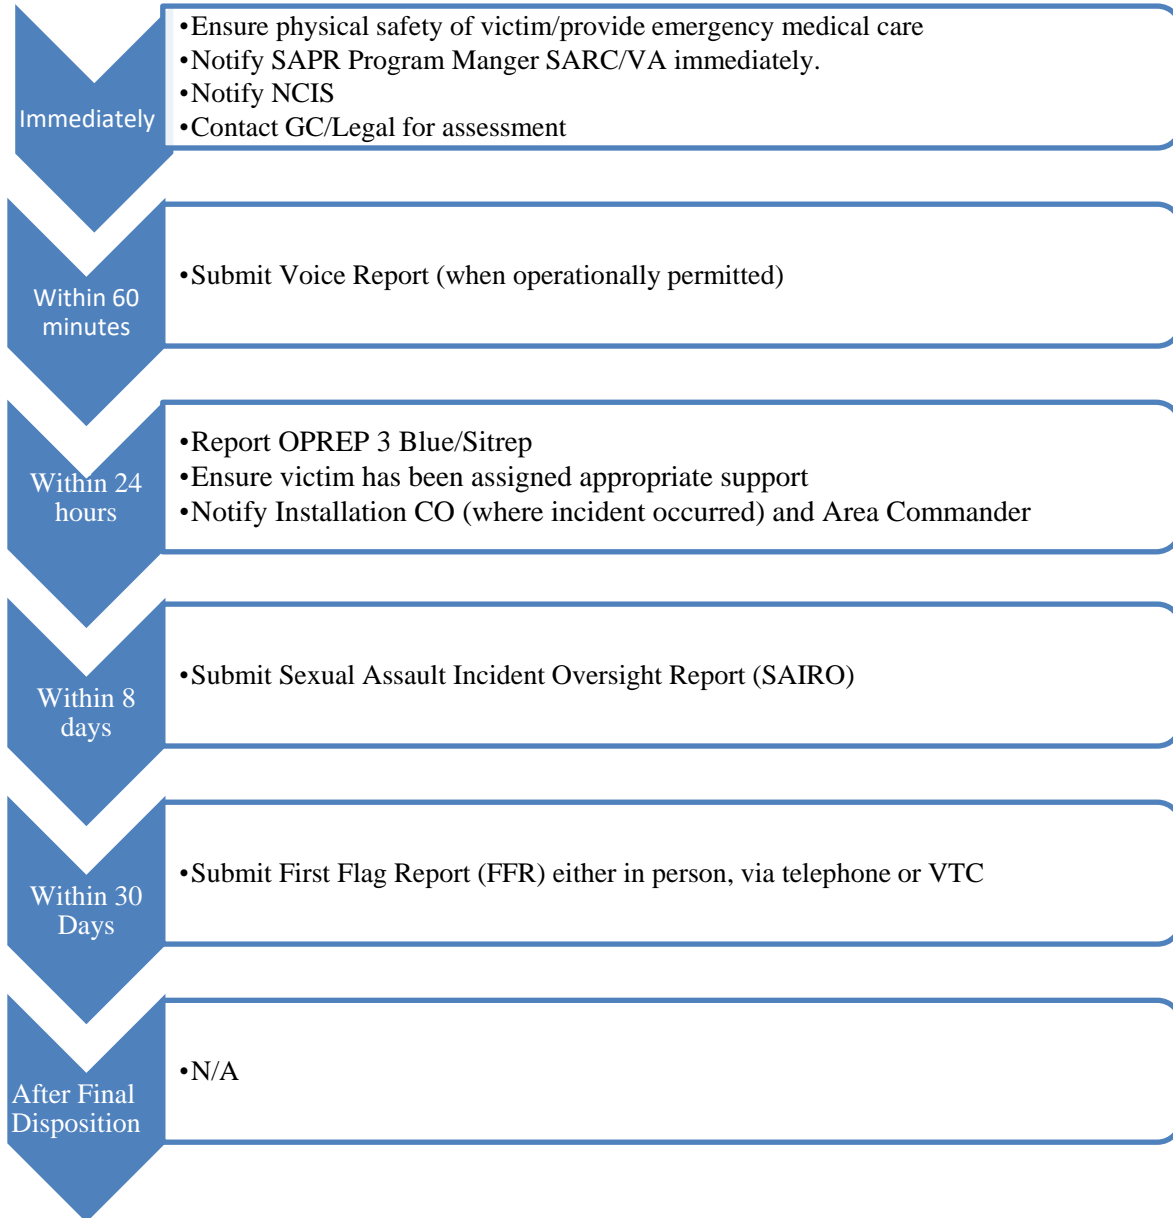 Immediately
•Ensure physical safety of victim/provide emergency medical care
•Notify SAPR Program Manger SARC/VA immediately.
•Notify NCIS
•Contact GC/Legal for assessment
Within 60
minutes
•Submit Voice Report (when operationally permitted)
Within 24
hours
•Report OPREP 3 Blue/Sitrep
•Ensure victim has been assigned appropriate support
•Notify Installation CO (where incident occurred) and Area Commander
Within 8
days
•Submit Sexual Assault Incident Oversight Report (SAIRO)
Within 30
Days
•Submit First Flag Report (FFR) either in person, via telephone or VTC
After Final
Disposition
•N/A